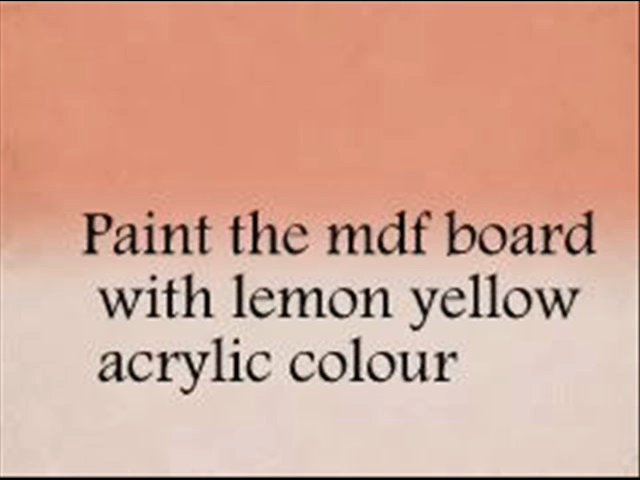 Paint the mdf board
with lemon yellow
acrylic colour